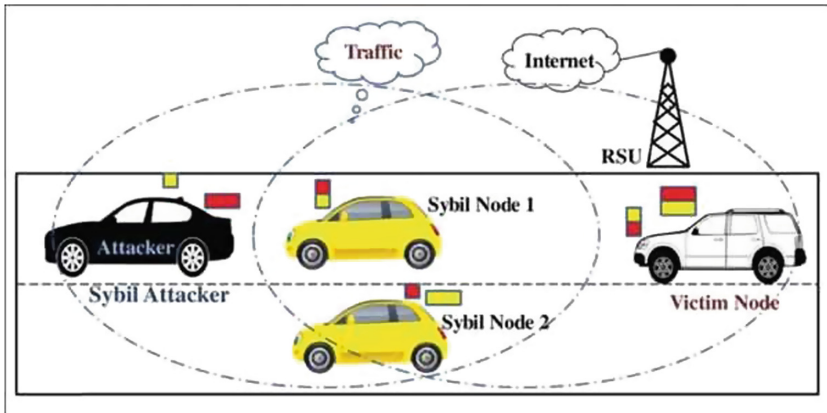 Traffic
Internet
RSU
Sybil Node 1
Attacker
Sybil Attacker
Victim Node
Sybil Node 2